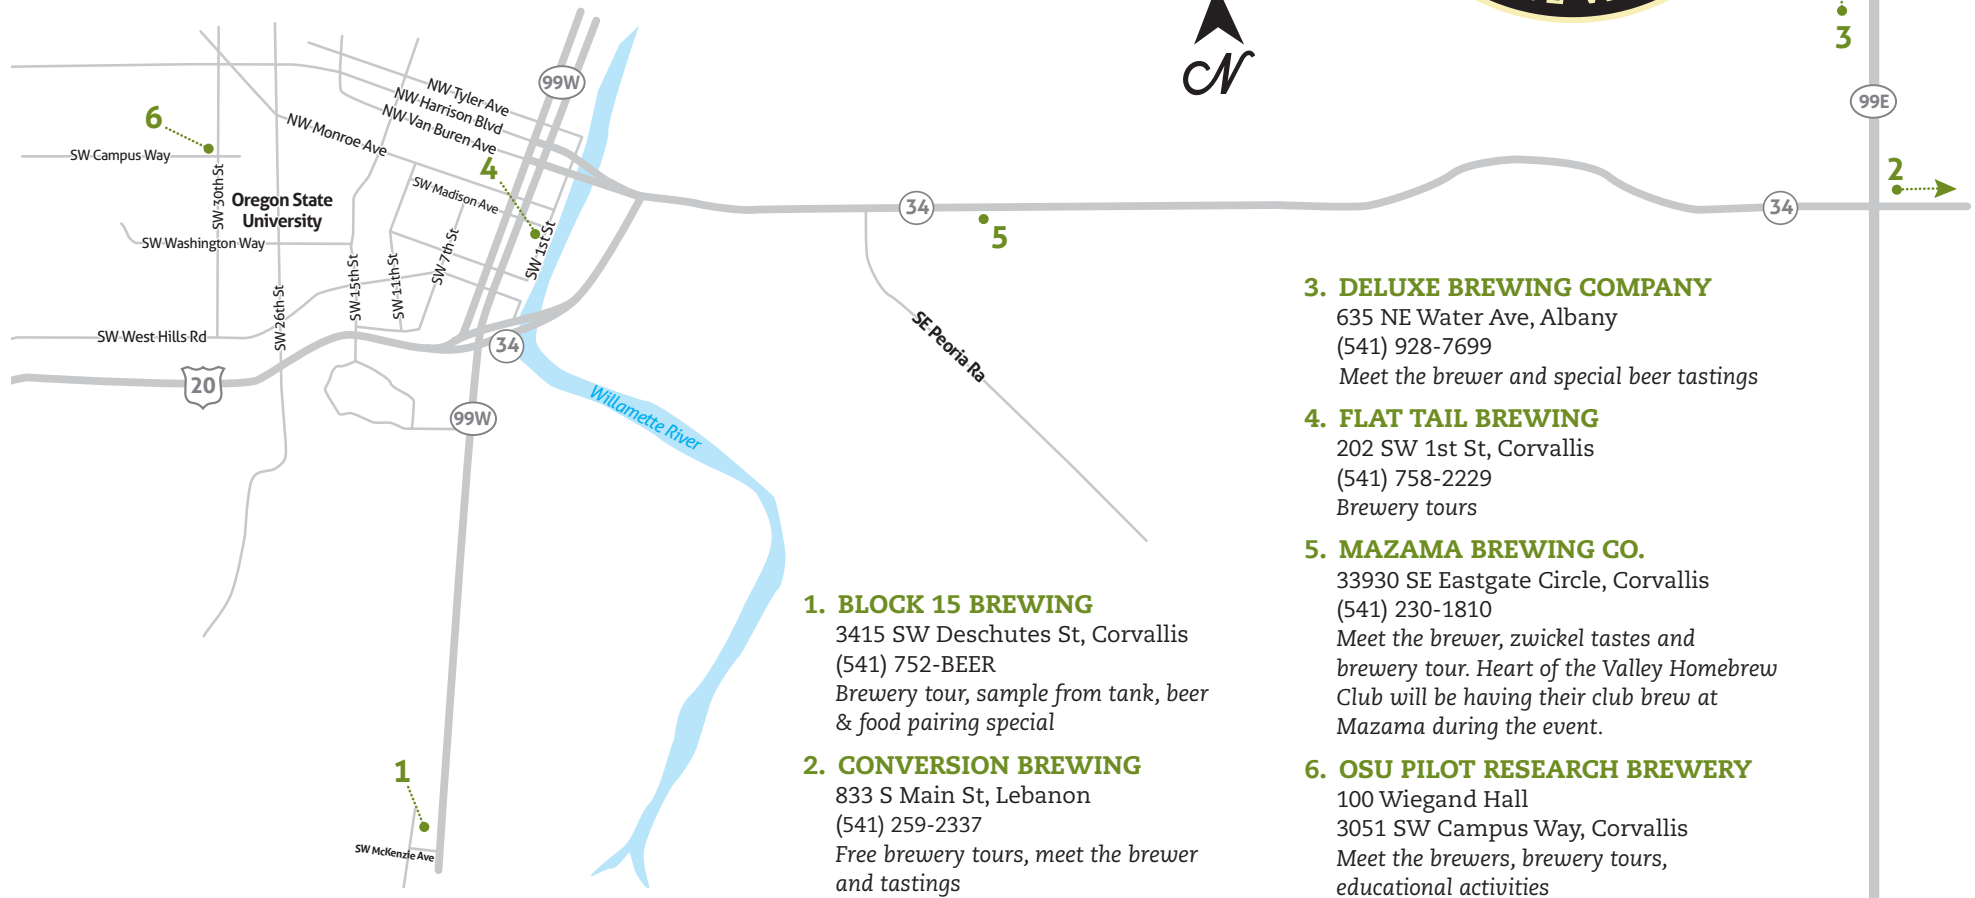 3
N
99W
99E
NW Tyler Ave
NW Harrison Blvd
NW Van Buren Ave
NW Monroe Ave
6
SW Campus Way
4
2
SW Madison Ave
SW 30th St
Oregon State
University
34
34
5
SW Washington Way
SW 7th St
SW 1st St
SW 15th St
SW 11th St
SW 26th St
SW West Hills Rd
34
20
SE Peoria Ra
99W
Willamette River
1
SW McKenzie Ave
1. BLOCK 15 BREWING
3415 SW Deschutes St, Corvallis
(541) 752-BEER
Brewery tour, sample from tank, beer
& food pairing special
2. CONVERSION BREWING
833 S Main St, Lebanon
(541) 259-2337
Free brewery tours, meet the brewer
and tastings
3. DELUXE BREWING COMPANY
635 NE Water Ave, Albany
(541) 928-7699
Meet the brewer and special beer tastings
4. FLAT TAIL BREWING
202 SW 1st St, Corvallis
(541) 758-2229
Brewery tours
5. MAZAMA BREWING CO.
33930 SE Eastgate Circle, Corvallis
(541) 230-1810
Meet the brewer, zwickel tastes and
brewery tour. Heart of the Valley Homebrew
Club will be having their club brew at
Mazama during the event.
6. OSU PILOT RESEARCH BREWERY
100 Wiegand Hall
3051 SW Campus Way, Corvallis
Meet the brewers, brewery tours,
educational activities